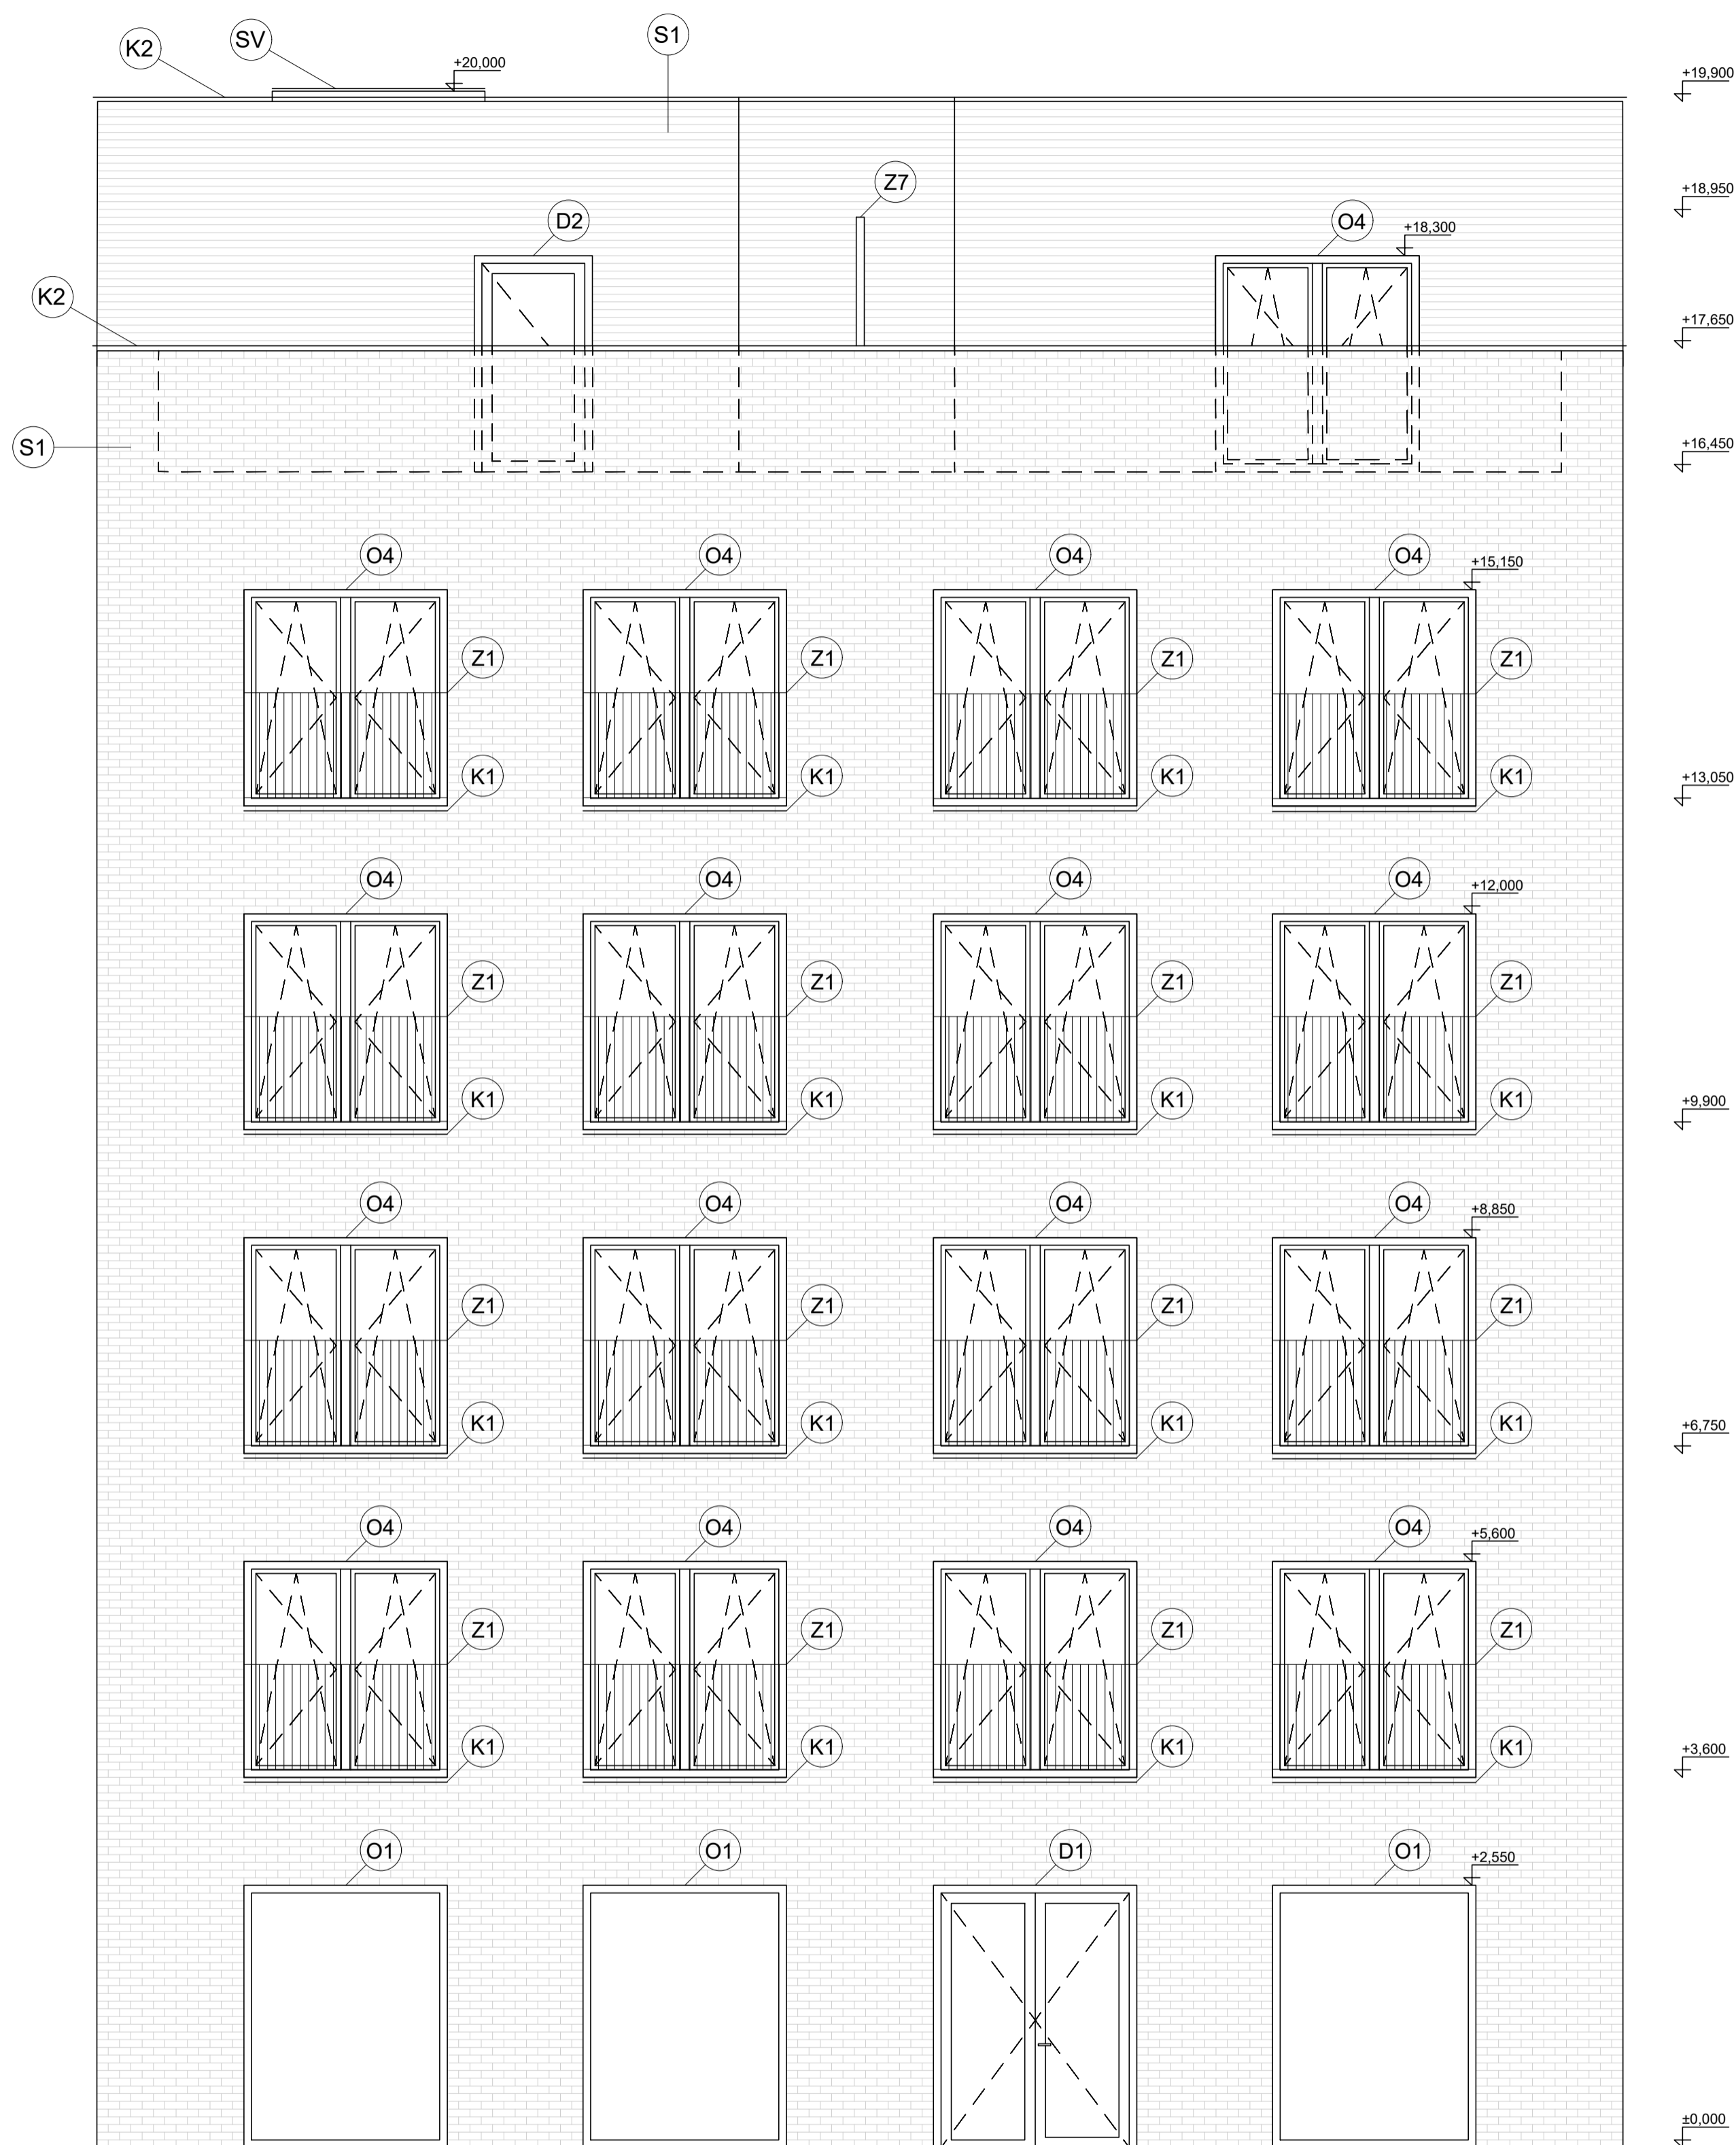 K2
SV
S1
+20,000
+19,900
Z7
+18,950
D2
O4
+18,300
K2
+17,650
S1
+16,450
O4
O4
O4
O4
+15,150
Z1
Z1
Z1
Z1
K1
K1
K1
K1
+13,050
O4
O4
O4
O4
+12,000
Z1
Z1
Z1
Z1
K1
K1
K1
K1
+9,900
O4
O4
O4
O4
+8,850
Z1
Z1
Z1
Z1
K1
K1
K1
K1
+6,750
O4
O4
O4
O4
+5,600
Z1
Z1
Z1
Z1
K1
K1
K1
K1
+3,600
O1
O1
D1
O1
+2,550
±0,000